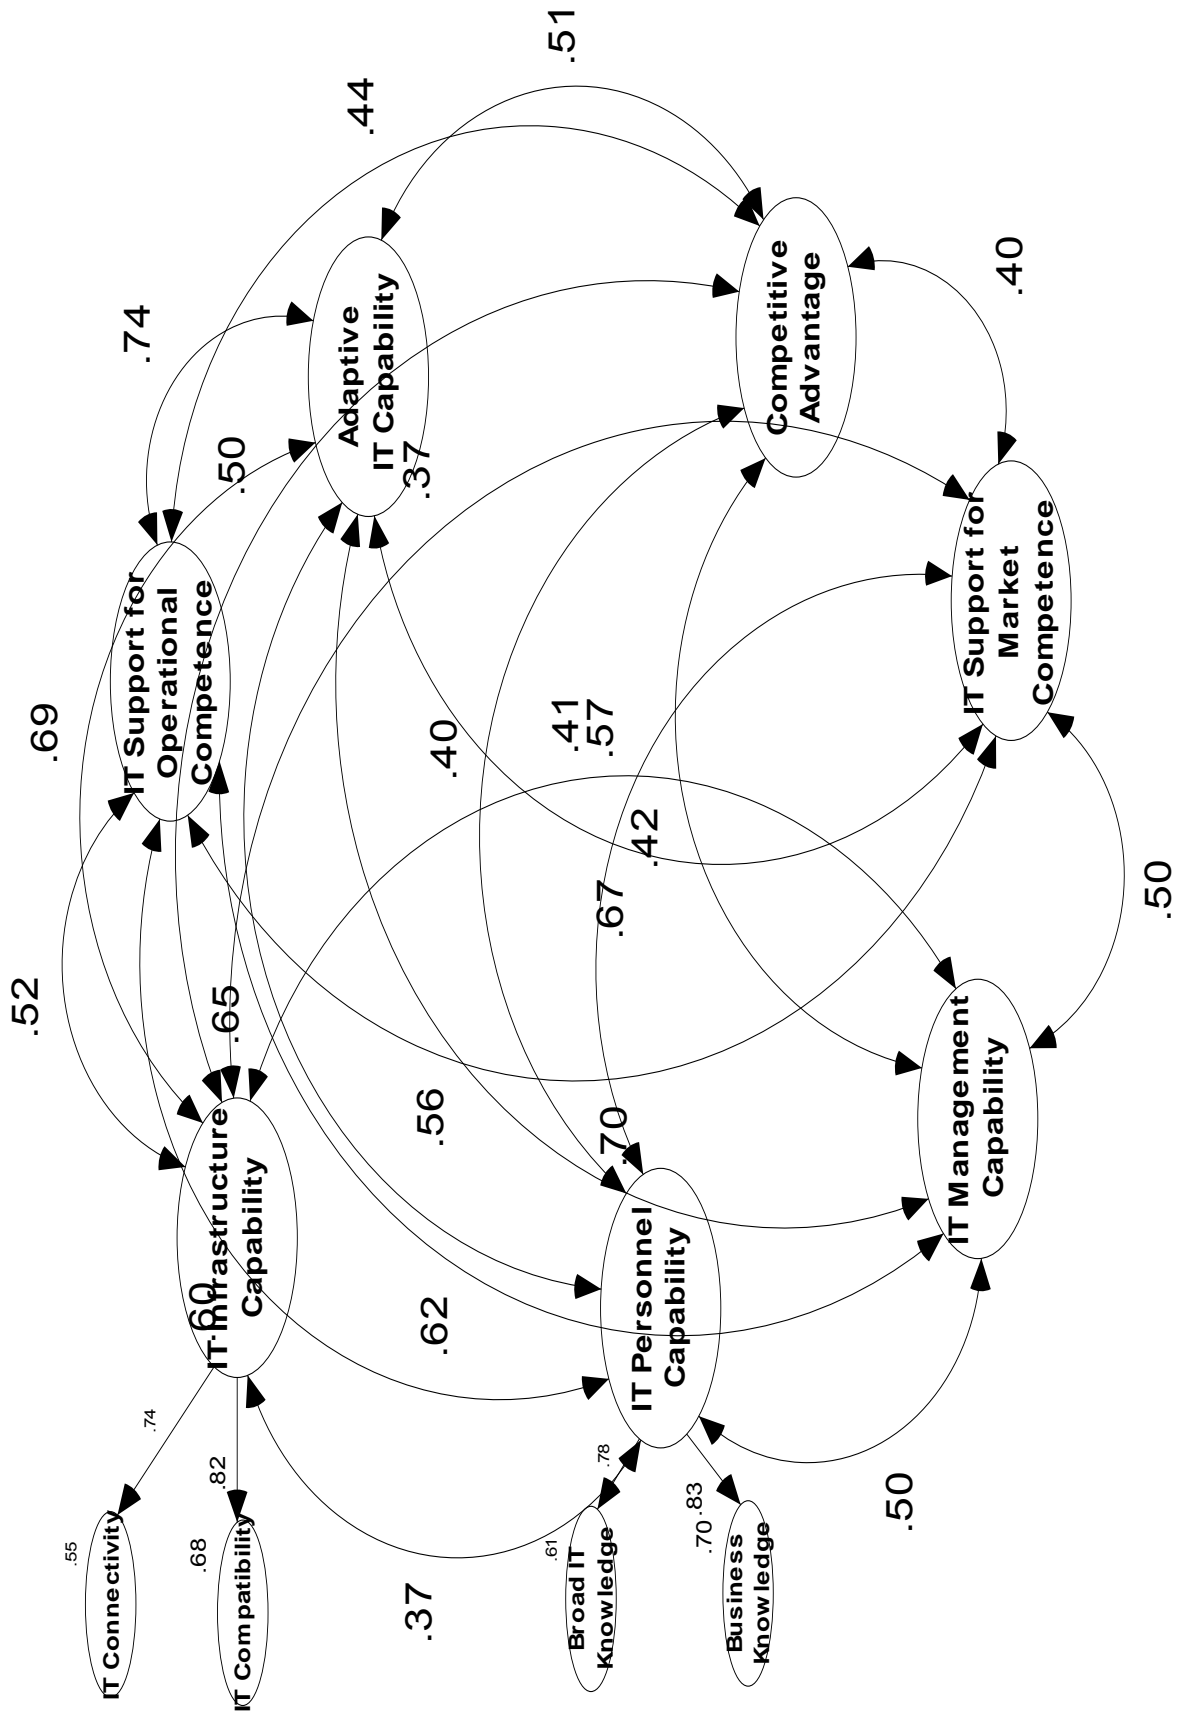 .52
.69
.55
IT Connectivity
.74
.74
IT Support for
Operational
Competence
.68
.82
IT Compatibility
.60
IT Infrastructure
Capability
.65
.50
Adaptive
IT Capability
.44
.37
.37
.62
.56
.40
.51
.41
.57
.61
Broad IT
Knowledge
.78
.70
.67
.42
IT Personnel
Capability
.83
.70
Business
Knowledge
Competitive
Advantage
.50
IT Management
Capability
IT Support for
Market
Competence
.40
.50